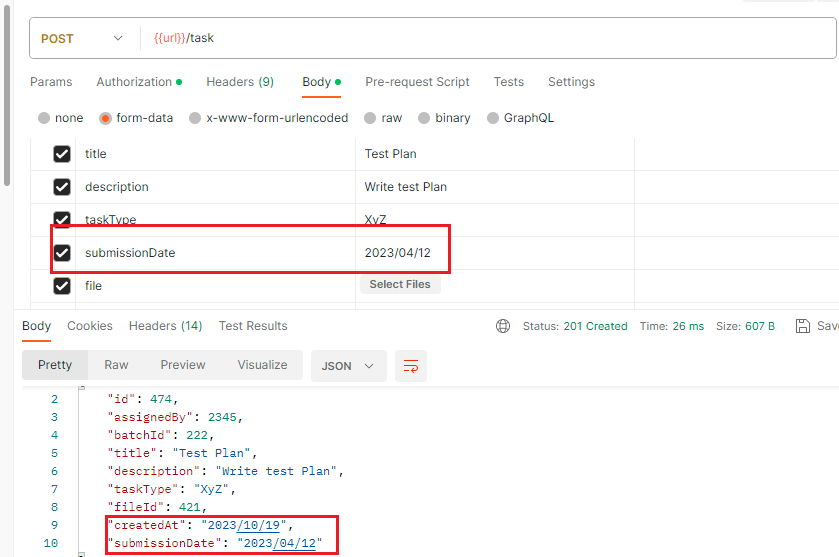 POST {{url}}/task
Params Authorization Headers (9) Body Pre-request Script Tests Settings
none form-data x-www-form-urlencoded raw binary GraphQL
title Test Plan
description Write test Plan
taskType XyZ
submissionDate 2023/04/12
file Select Files
Body Cookies Headers (14) Test Results Status: 201 Created Time: 26 ms Size: 607 B Save
Pretty Raw Preview Visualize JSON
2 "id": 474,
3 "assignedBy": 2345,
4 "batchId": 222,
5 "title": "Test Plan",
6 "description": "Write test Plan",
7 "taskType": "XyZ",
8 "fileId": 421,
9 "createdAt": "2023/10/19",
10 "submissionDate": "2023/04/12"